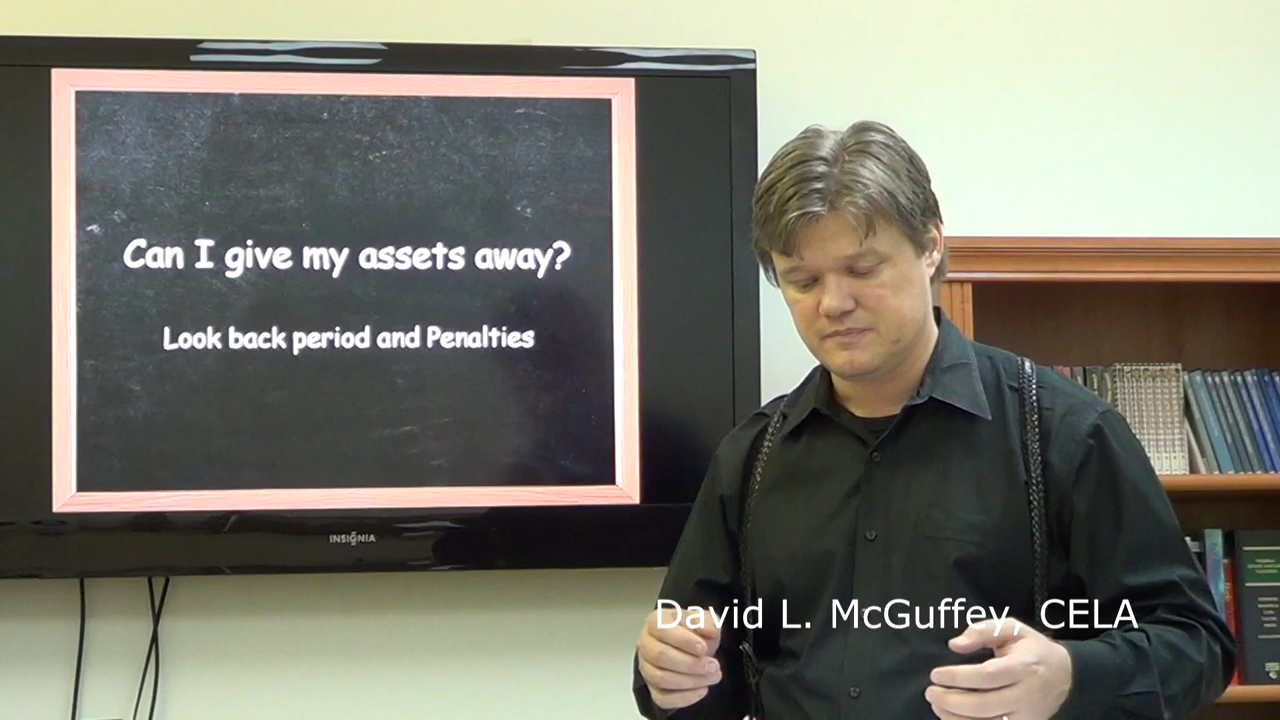 Can I give my assets away?
Look back period and Penalties
INSIGNIA
David L. McGuffey, CELA